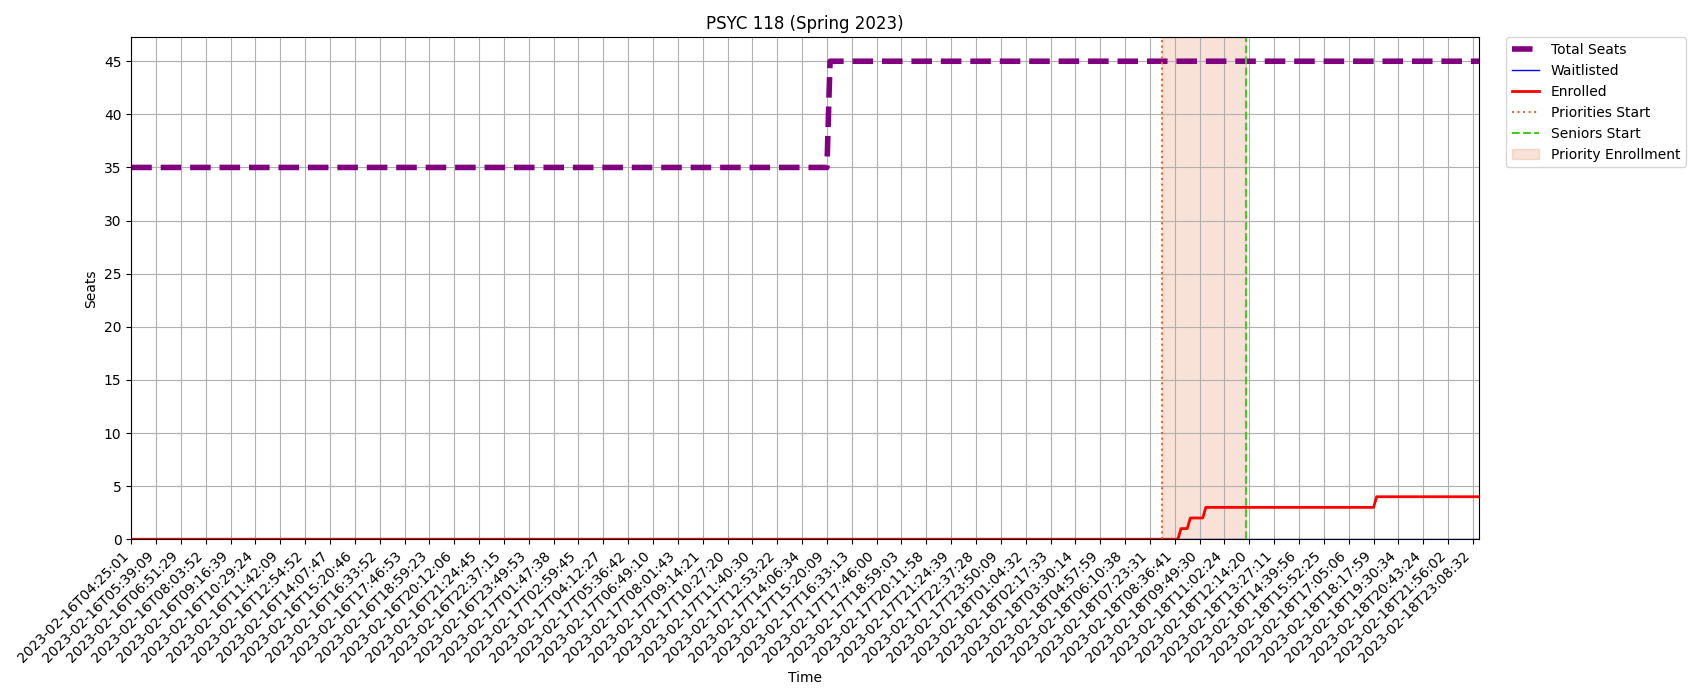 PSYC 118 (Spring 2023)
Total Seats
Waitlisted
Enrolled
Priorities Start
Seniors Start
Priority Enrollment
Seats
45
40
35
30
25
20
15
10
5
0
2023-02-16T04:25:01
2023-02-16T05:39:09
2023-02-16T06:51:29
2023-02-16T08:03:52
2023-02-16T09:16:39
2023-02-16T10:29:24
2023-02-16T11:42:09
2023-02-16T12:54:52
2023-02-16T14:07:47
2023-02-16T15:20:46
2023-02-16T16:33:52
2023-02-16T17:46:53
2023-02-16T18:59:23
2023-02-16T20:12:06
2023-02-16T21:24:45
2023-02-16T22:37:15
2023-02-16T23:49:53
2023-02-17T01:47:38
2023-02-17T02:59:45
2023-02-17T04:12:27
2023-02-17T05:36:42
2023-02-17T06:49:10
2023-02-17T08:01:43
2023-02-17T09:14:21
2023-02-17T10:27:20
2023-02-17T11:40:30
2023-02-17T12:53:22
2023-02-17T14:06:34
2023-02-17T15:20:09
2023-02-17T16:33:13
2023-02-17T17:46:00
2023-02-17T18:59:03
2023-02-17T20:11:58
2023-02-17T21:24:39
2023-02-17T22:37:28
2023-02-17T23:50:09
2023-02-18T01:04:32
2023-02-18T02:17:33
2023-02-18T03:30:14
2023-02-18T04:57:59
2023-02-18T06:10:38
2023-02-18T07:23:31
2023-02-18T08:36:41
2023-02-18T09:49:30
2023-02-18T11:02:24
2023-02-18T12:14:20
2023-02-18T13:27:11
2023-02-18T14:39:56
2023-02-18T15:52:25
2023-02-18T17:05:06
2023-02-18T18:17:59
2023-02-18T19:30:34
2023-02-18T20:43:24
2023-02-18T21:56:02
2023-02-18T23:08:32
Time